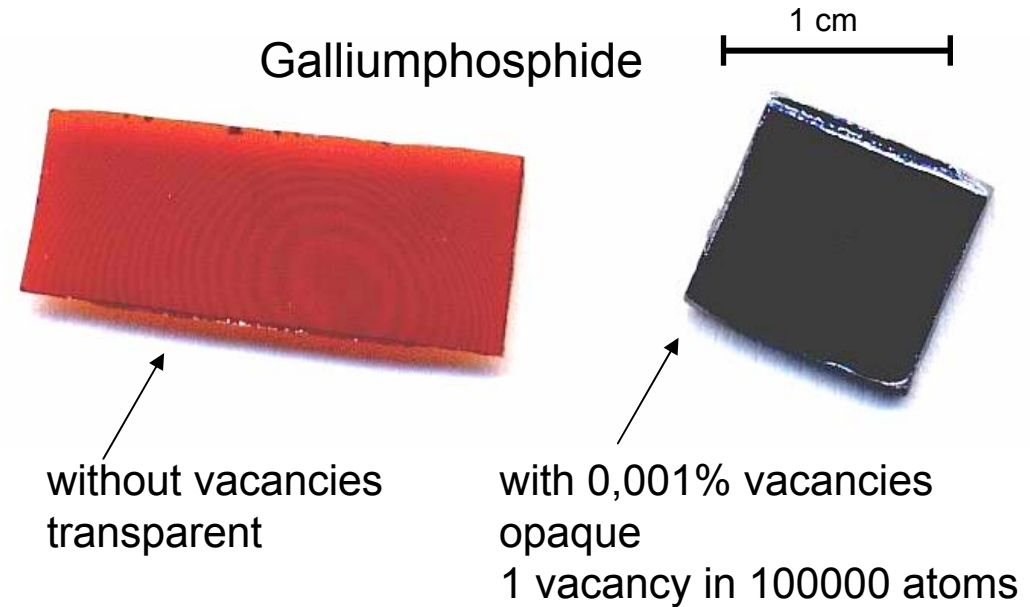 1 cm
Galliumphosphide
without vacancies
transparent
with 0,001% vacancies
opaque
1 vacancy in 100000 atoms